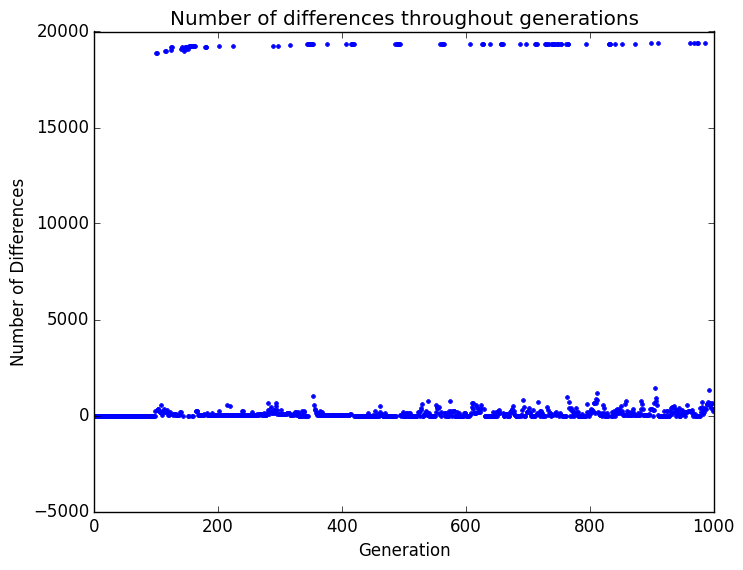 Number of differences throughout generations
20000
15000
10000
5000
0
−5000
Number of Differences
0 200 400 600 800 1000
Generation